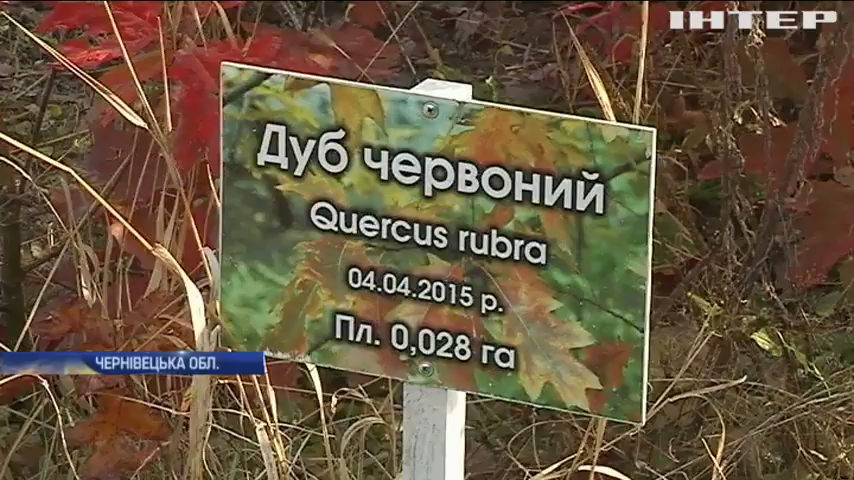 ІНТЕР
Дуб червоний
Quercus rubra
04.04.2015 р.
Пл. 0,028 га
ЧЕРНІВЕЦЬКА ОБЛ.